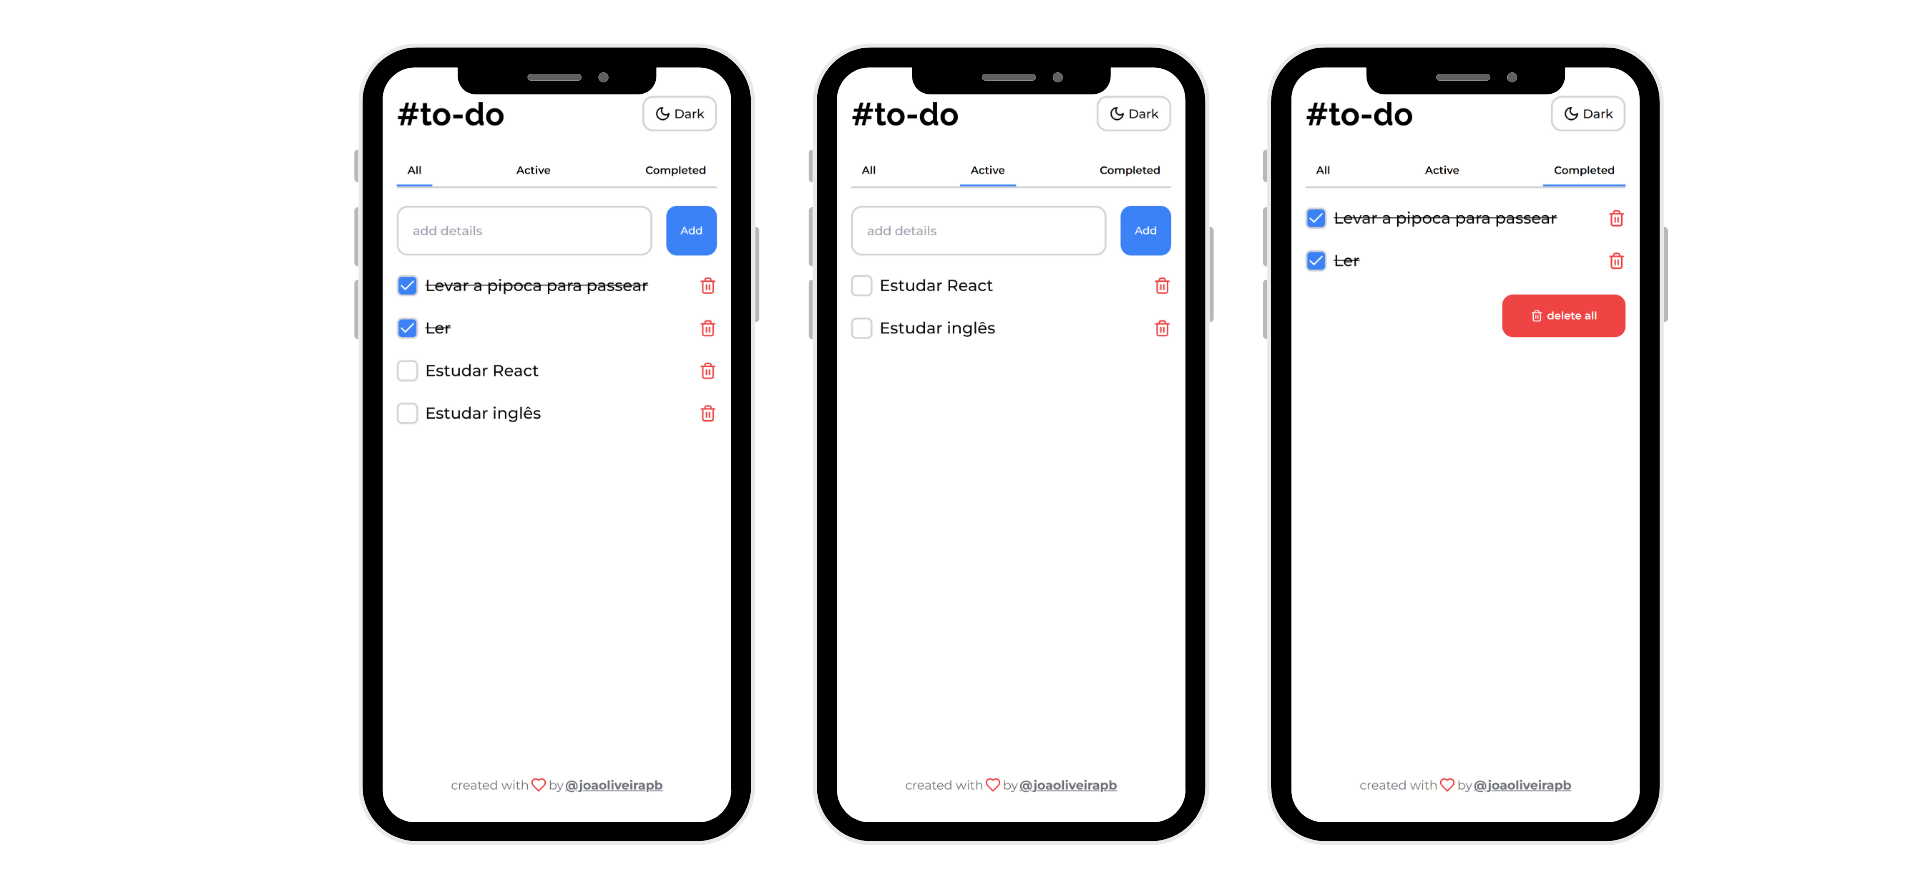 #to-do
Dark
All Active Completed
add details Add
Levar a pipoca para passear
Ler
Estudar React
Estudar inglês
created with by @joaoliveirapb
#to-do
Dark
All Active Completed
add details Add
Estudar React
Estudar inglês
created with by @joaoliveirapb
#to-do
Dark
All Active Completed
Levar a pipoca para passear
Ler
delete all
created with by @joaoliveirapb